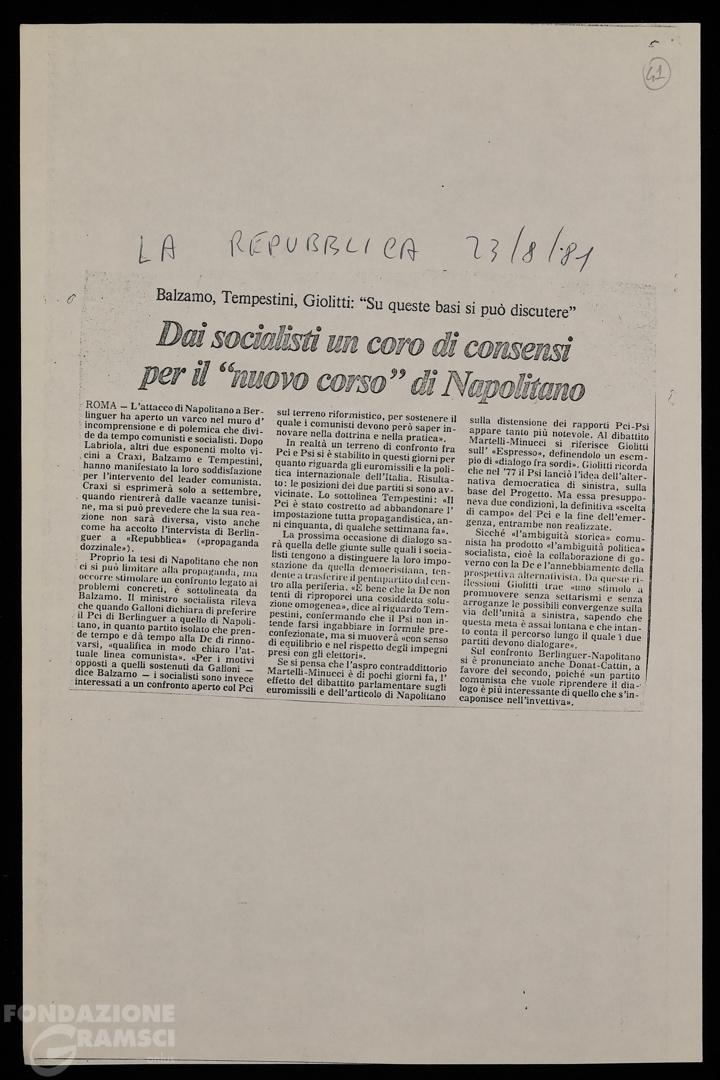 41
LA REPUBBLICA 23/8/81
Balzamo, Tempestini, Giolitti: “Su queste basi si può discutere”
Dai socialisti un coro di consensi
per il “nuovo corso” di Napolitano
ROMA — L'attacco di Napolitano a Ber-
linguer ha aperto un varco nel muro d'
incomprensione e di polemica che divi-
de da tempo comunisti e socialisti. Dopo
Labriola, altri due esponenti molto vi-
cini a Craxi, Balzamo e Tempestini,
hanno manifestato la loro soddisfazione
per l'intervento del leader comunista.
Craxi si esprimerà solo a settembre,
quando rientrerà dalle vacanze tunisi-
ne, ma si può prevedere che la sua rea-
zione non sarà diversa, visto anche
come ha accolto l'intervista di Berlin-
guer a «Repubblica» («propaganda
dozzinale»).
Proprio la tesi di Napolitano che non
ci si può limitare alla propaganda, ma
occorre stimolare un confronto legato ai
problemi concreti, è sottolineata da
Balzamo. Il ministro socialista rileva
che quando Galloni dichiara di preferire
il Pci di Berlinguer a quello di Napoli-
tano, in quanto partito isolato che pren-
de tempo e dà tempo alla Dc di rinno-
varsi, «qualifica in modo chiaro l'at-
tuale linea comunista». «Per i motivi
opposti a quelli sostenuti da Galloni —
dice Balzamo — i socialisti sono invece
interessati a un confronto aperto col Pci
sul terreno riformistico, per sostenere il
quale i comunisti devono però saper in-
novare nella dottrina e nella pratica».
In realtà un terreno di confronto fra
Pci e Psi si è stabilito in questi giorni per
quanto riguarda gli euromissili e la poli-
tica internazionale dell'Italia. Risulta-
to: le posizioni dei due partiti si sono av-
vicinate. Lo sottolinea Tempestini: «Il
Pci è stato costretto ad abbandonare l'
impostazione tutta propagandistica, an-
ni cinquanta, di qualche settimana fa».
La prossima occasione di dialogo sa-
rà quella delle giunte sulle quali i socia-
listi tengono a distinguere la loro impo-
stazione da quella democristiana, ten-
dente a trasferire il pentapartito dal cen-
tro alla periferia. «È bene che la De non
tenti di riproporci una cosiddetta solu-
zione omogenea», dice al riguardo Tem-
pestini, confermando che il Psi non in-
tende farsi ingabbiare in formule pre-
confezionate, ma si muoverà «con senso
di equilibrio e nel rispetto degli impegni
presi con gli elettori».
Se si pensa che l'aspro contraddittorio
Martelli-Minucci è di pochi giorni fa, l'
effetto del dibattito parlamentare sugli
euromissili e dell'articolo di Napolitano
sulla distensione dei rapporti Pci-Psi
appare tanto più notevole. Al dibattito
Martelli-Minucci si riferisce Giolitti
sull' «Espresso», definendolo un esem-
pio di «dialogo fra sordi». Giolitti ricorda
che nel '77 il Psi lanciò l'idea dell'alter-
nativa democratica di sinistra, sulla
base del Progetto. Ma essa presuppo-
neva due condizioni, la definitiva «scelta
di campo» del Pci e la fine dell'emer-
genza, entrambe non realizzate.
Sicché «l'ambiguità storica» comu-
nista ha prodotto «l'ambiguità politica»
socialista, cioè la collaborazione di go-
verno con la Dc e l'annebbiamento della
prospettiva alternativista. Da queste ri-
flessioni Giolitti trae «uno stimolo a
promuovere senza settarismi e senza
arroganze le possibili convergenze sulla
via dell'unità a sinistra, sapendo che
questa meta è assai lontana e che intan-
to conta il percorso lungo il quale i due
partiti devono dialogare».
Sul confronto Berlinguer-Napolitano
si è pronunciato anche Donat-Cattin, a
favore del secondo, poiché «un partito
comunista che vuole riprendere il dia-
logo è più interessante di quello che s'in-
caponisce nell'invettiva».
FONDAZIONE
GRAMSCI
onlus